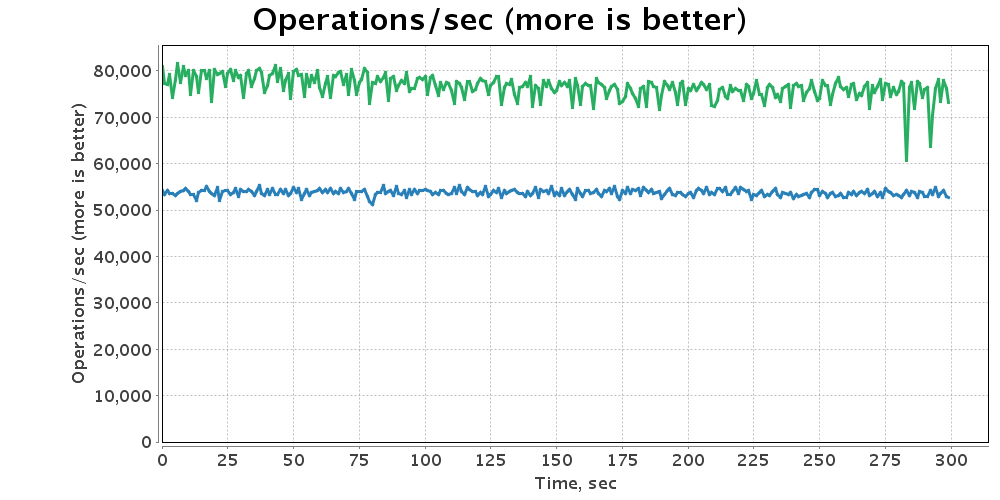 Operations/sec (more is better)
Operations/sec (more is better)
80,000
70,000
60,000
50,000
40,000
30,000
20,000
10,000
0
0 25 50 75 100 125 150 175 200 225 250 275 300
Time, sec